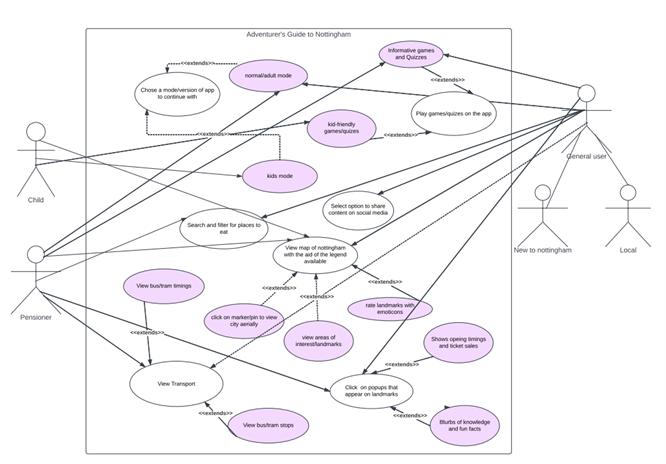 Adventurer's Guide to Nottingham
Informative games
and Quizzes
<<extends>>
normal/adult mode
<<extends>>
Chose a mode/version of app
to continue with
Play games/quizes on the app
kid-friendly
games/quizes
<<extends>>
<<extends>>
General user
Child
kids mode
Select option to share
content on social media
Search and filter for places to
eat
View map of nottingham
with the aid of the legend
available
New to nottingham
Local
Pensioner
View bus/tram timings
<<extends>>
<<extends>>
<<extends>>
click on marker/pin to view
city aerially
rate landmarks with
emoticons
<<extends>>
view areas of
interest/landmarks
Shows opeing timings
and ticket sales
<<extends>>
View Transport
Click on popups that
appear on landmarks
<<extends>>
<<extends>>
View bus/tram stops
Blurbs of knowledge
and fun facts